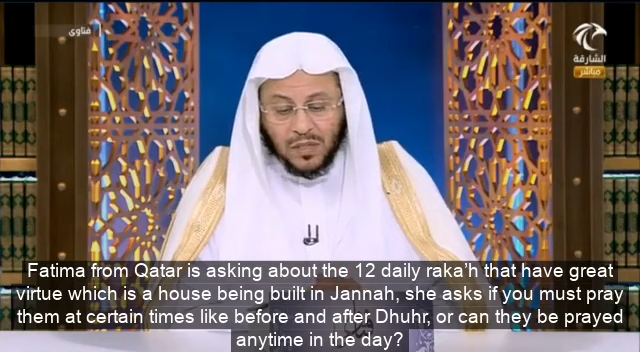 فتاوى
الشارقة
مباشر
Fatima from Qatar is asking about the 12 daily raka’h that have great
virtue which is a house being built in Jannah, she asks if you must pray
them at certain times like before and after Dhuhr, or can they be prayed
anytime in the day?